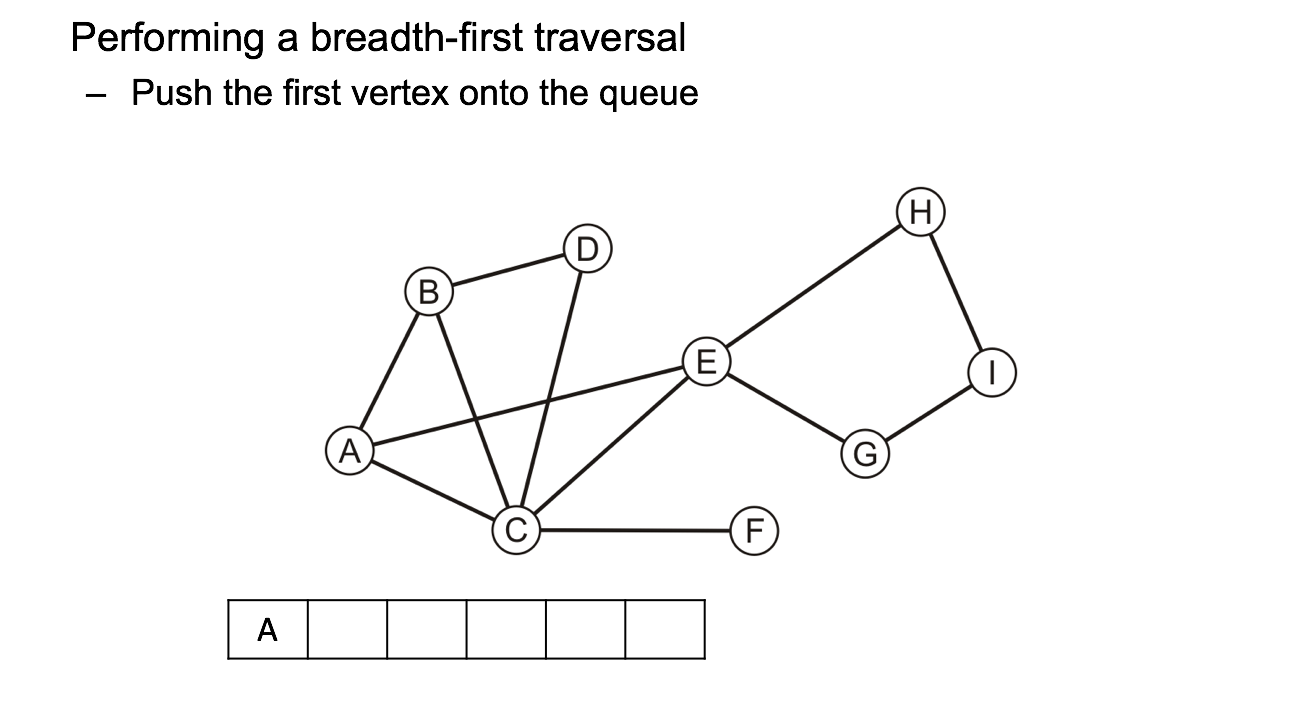 Performing a breadth-first traversal
– Push the first vertex onto the queue
H
D
B
E
I
A
G
C
F
A